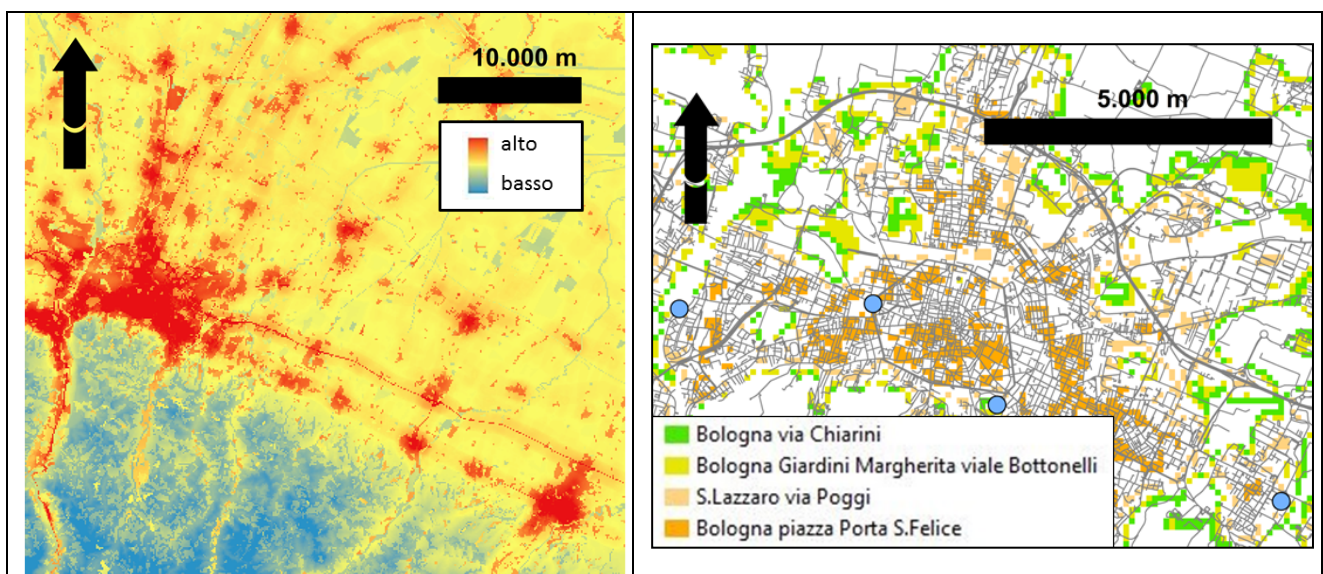 10.000 m
alto
basso
5.000 m
Bologna via Chiarini
Bologna Giardini Margherita viale Bottonelli
S.Lazzaro via Poggi
Bologna piazza Porta S.Felice